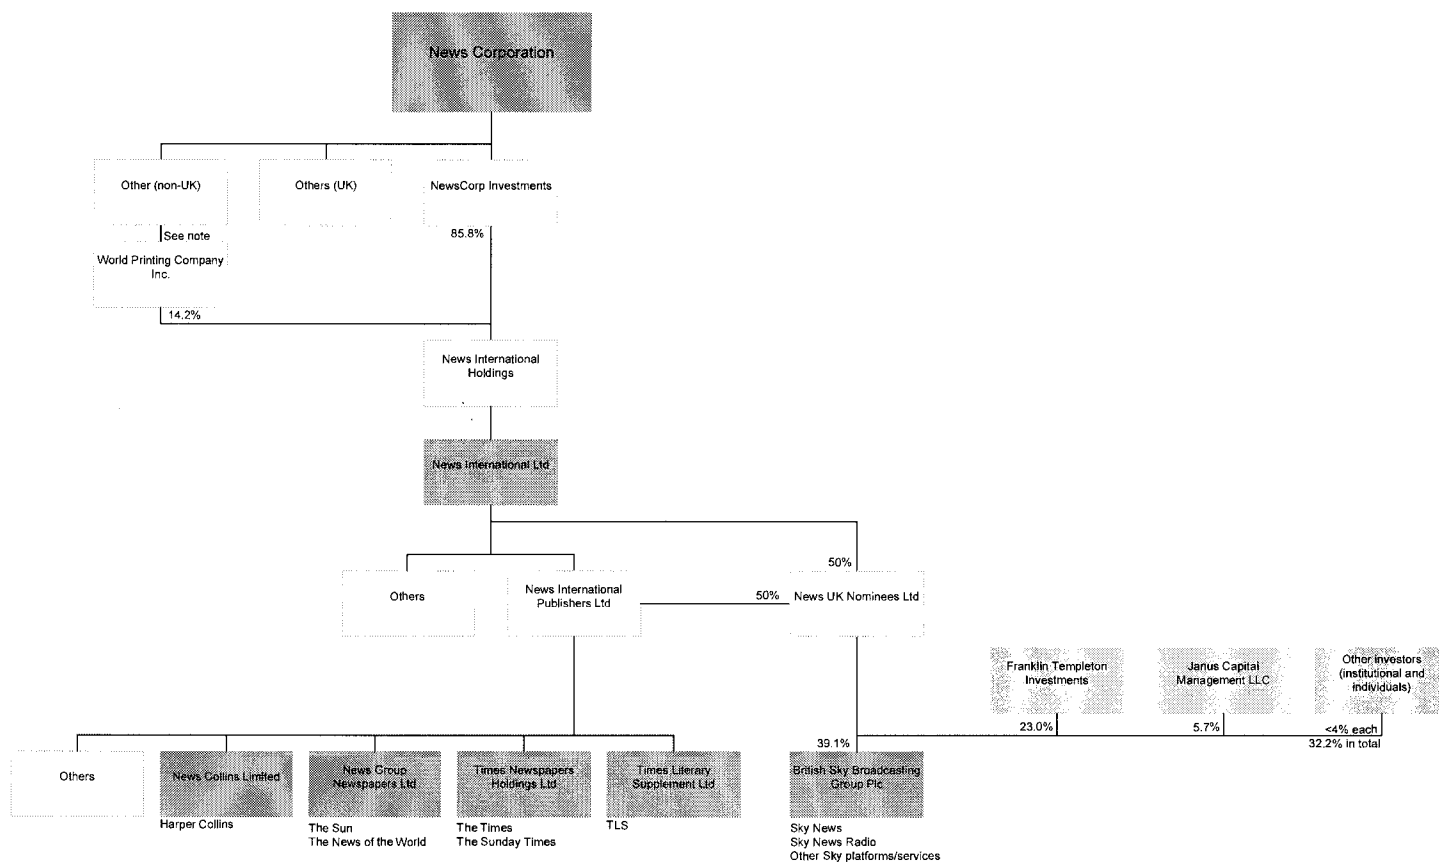 News Corporation
Other (non-UK)
Others (UK)
NewsCorp Investments
See note
85.8%
World Printing Company
Inc.
14.2%
News International
Holdings
News International Ltd
50%
Others
News International
Publishers Ltd
50%
News UK Nominees Ltd
Franklin Templeton
Investments
Janus Capital
Management LLC
Other investors
(institutional and
individuals)
23.0%
5.7%
<4% each
39.1%
32.2% in total
Others
News Collins Limited
News Group
Newspapers Ltd
Times Newspapers
Holdings Ltd
Times Literary
Supplement Ltd
British Sky Broadcasting
Group Plc
Harper Collins
The Sun
The News of the World
The Times
The Sunday Times
TLS
Sky News
Sky News Radio
Other Sky platforms/services